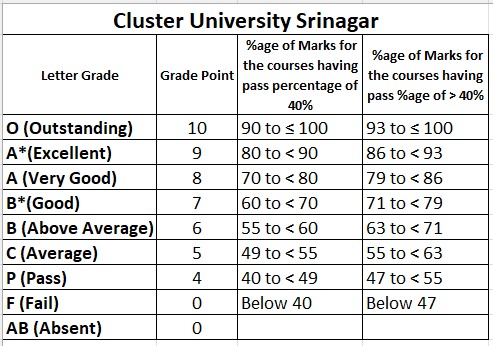 Cluster University Srinagar
Letter Grade Grade Point %age of Marks for the courses having pass percentage of 40% %age of Marks for the courses having pass %age of > 40%
O (Outstanding) 10 90 to ≤ 100 93 to ≤ 100
A*(Excellent) 9 80 to < 90 86 to < 93
A (Very Good) 8 70 to < 80 79 to < 86
B*(Good) 7 60 to < 70 71 to < 79
B (Above Average) 6 55 to < 60 63 to < 71
C (Average) 5 49 to < 55 55 to < 63
P (Pass) 4 40 to < 49 47 to < 55
F (Fail) 0 Below 40 Below 47
AB (Absent) 0